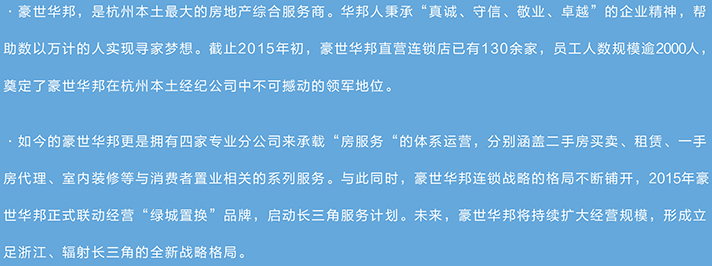 ·豪世华邦，是杭州本土最大的房地产综合服务商。华邦人秉承“真诚、守信、敬业、卓越”的企业精神，帮
助数以万计的人实现寻家梦想。截止2015年初，豪世华邦直营连锁店已有130余家，员工人数规模逾2000人，
奠定了豪世华邦在杭州本土经纪公司中不可撼动的领军地位。
·如今的豪世华邦更是拥有四家专业分公司来承载“房服务“的体系运营，分别涵盖二手房买卖、租赁、一手
房代理、室内装修等与消费者置业相关的系列服务。与此同时，豪世华邦连锁战略的格局不断铺开，2015年豪
世华邦正式联动经营“绿城置换”品牌，启动长三角服务计划。未来，豪世华邦将持续扩大经营规模，形成立
足浙江、辐射长三角的全新战略格局。